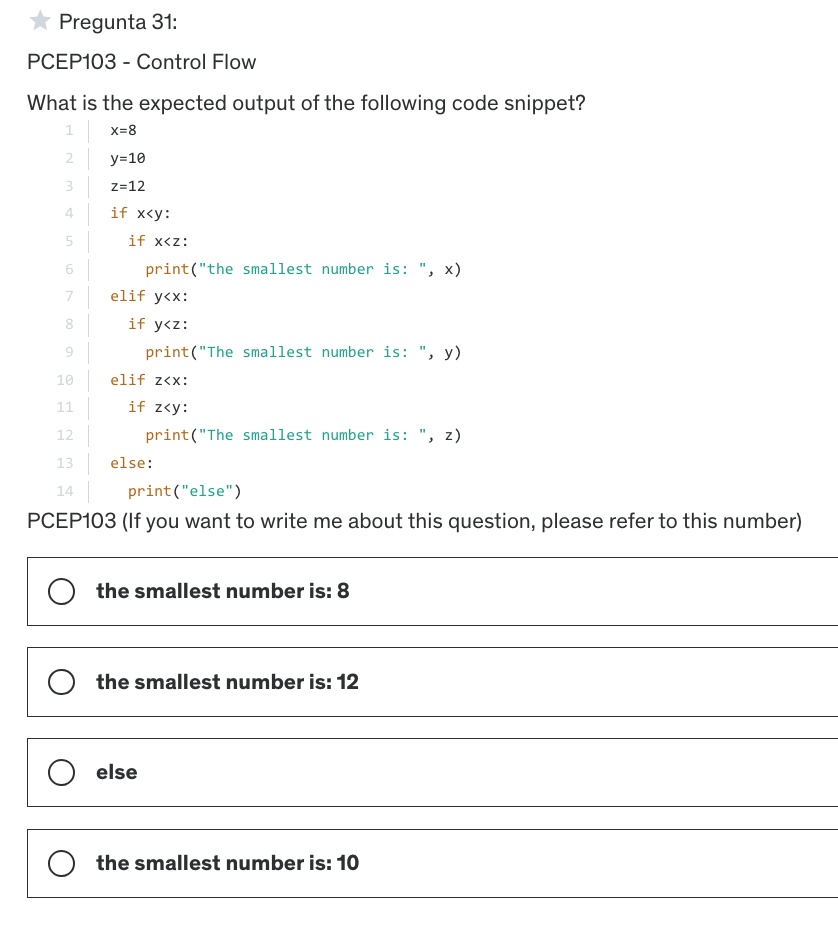 Pregunta 31:
PCEP103 - Control Flow
What is the expected output of the following code snippet?
1 x=8
2 y=10
3 z=12
4 if x<y:
5   if x<z:
6     print("the smallest number is: ", x)
7 elif y<x:
8   if y<z:
9     print("The smallest number is: ", y)
10 elif z<x:
11   if z<y:
12     print("The smallest number is: ", z)
13 else:
14   print("else")
PCEP103 (If you want to write me about this question, please refer to this number)
the smallest number is: 8
the smallest number is: 12
else
the smallest number is: 10